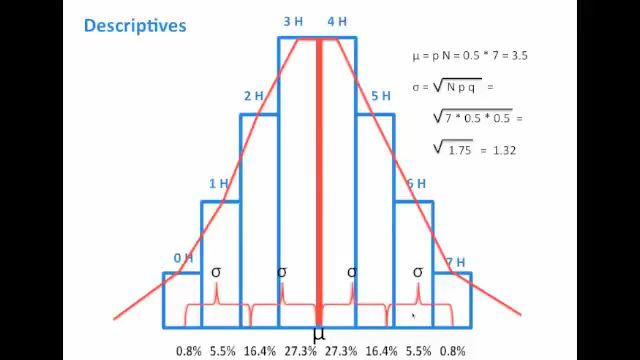 Descriptives
3 H 4 H
μ = p N = 0.5 * 7 = 3.5
σ = √ N p q =
2 H 5 H
√ 7 * 0.5 * 0.5 =
√ 1.75 = 1.32
1 H 6 H
0 H 7 H
σ σ σ σ
μ
0.8% 5.5% 16.4% 27.3% 27.3% 16.4% 5.5% 0.8%